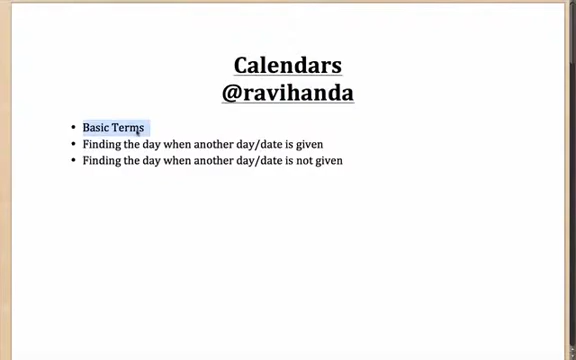 Calendars
@ravihanda
• Basic Terms
• Finding the day when another day/date is given
• Finding the day when another day/date is not given